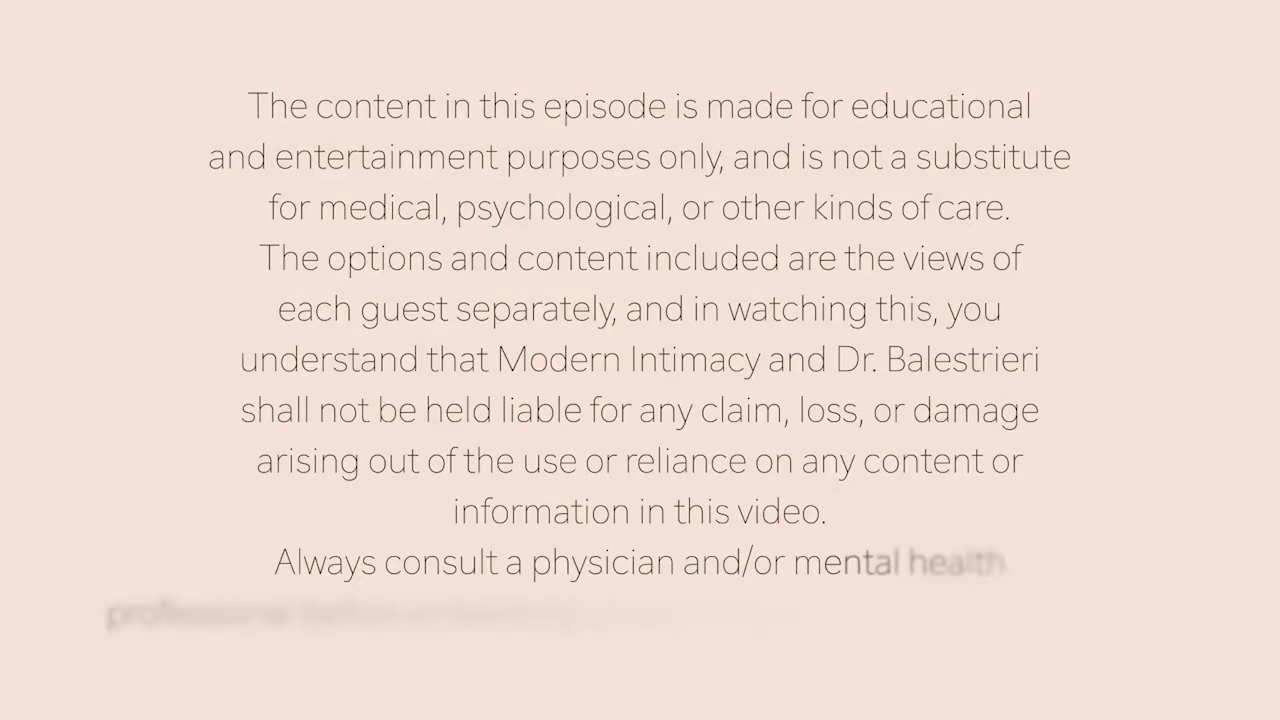 The content in this episode is made for educational
and entertainment purposes only, and is not a substitute
for medical, psychological, or other kinds of care.
The options and content included are the views of
each guest separately, and in watching this, you
understand that Modern Intimacy and Dr. Balestrieri
shall not be held liable for any claim, loss, or damage
arising out of the use or reliance on any content or
information in this video.
Always consult a physician and/or mental health
professional